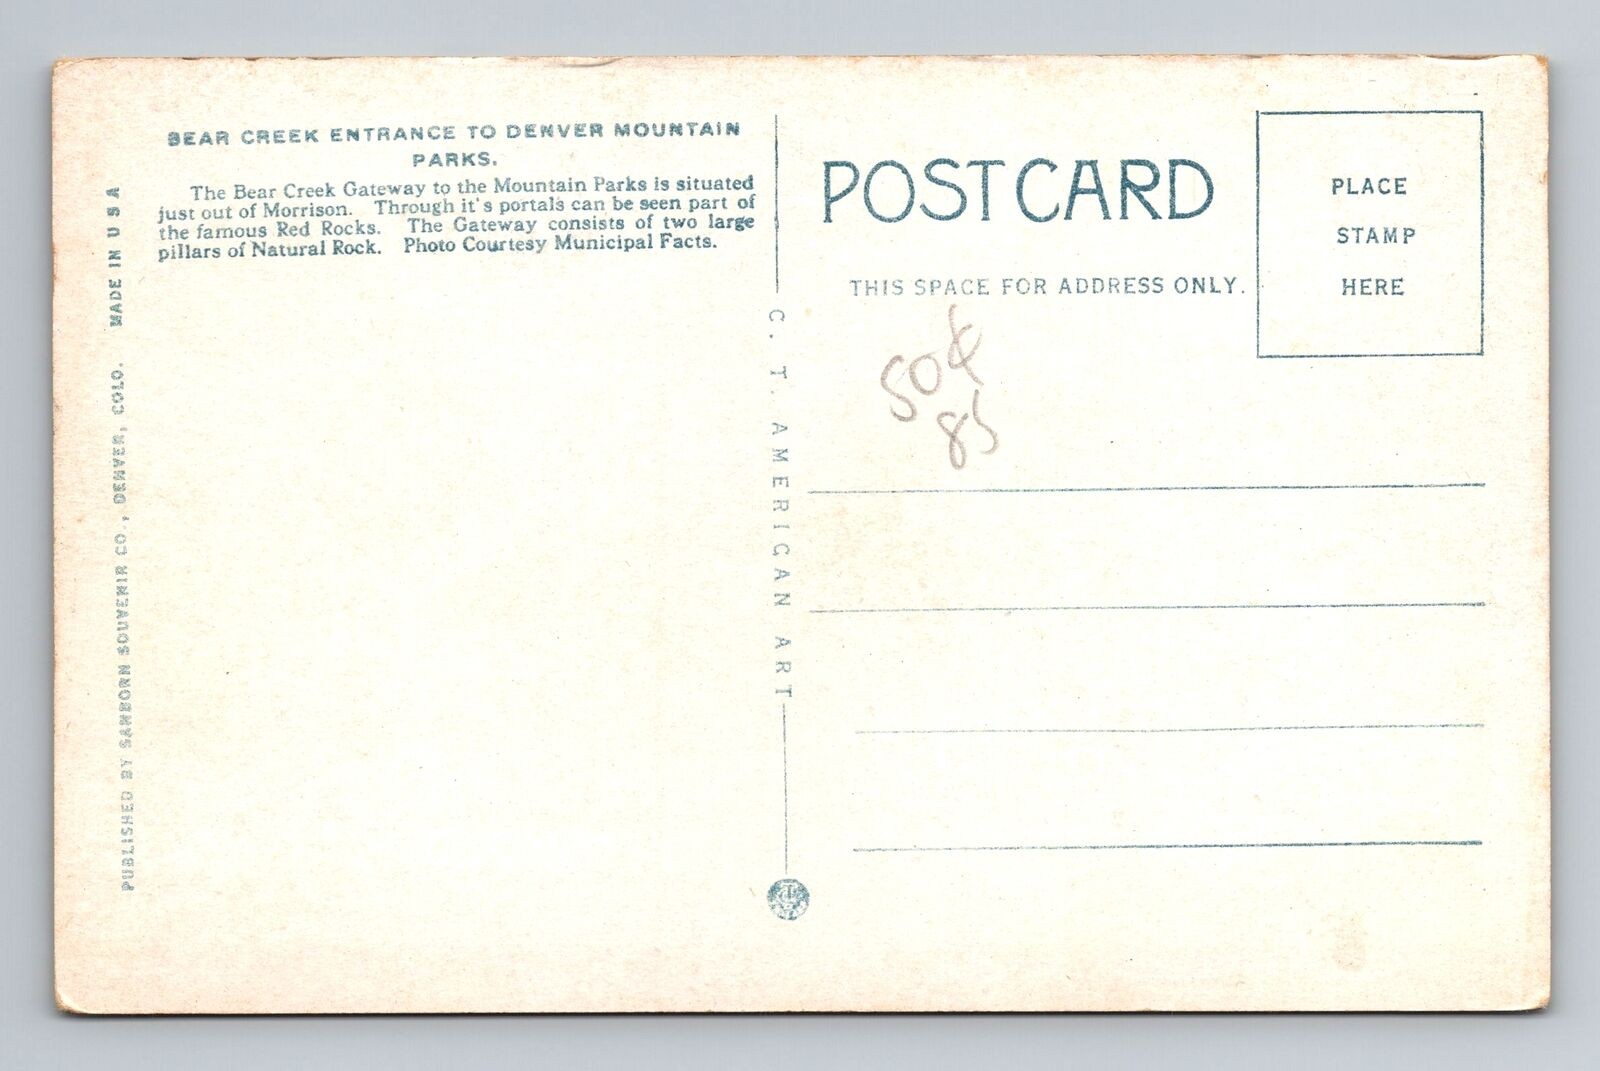 BEAR CREEK ENTRANCE TO DENVER MOUNTAIN
PARKS.
The Bear Creek Gateway to the Mountain Parks is situated
just out of Morrison. Through it's portals can be seen part of
the famous Red Rocks. The Gateway consists of two large
pillars of Natural Rock. Photo Courtesy Municipal Facts.
PUBLISHED BY SANBORN SOUVENIR CO., DENVER, COLO. MADE IN USA
C. T. AMERICAN ART
POST CARD
THIS SPACE FOR ADDRESS ONLY.
PLACE
STAMP
HERE
50¢
85